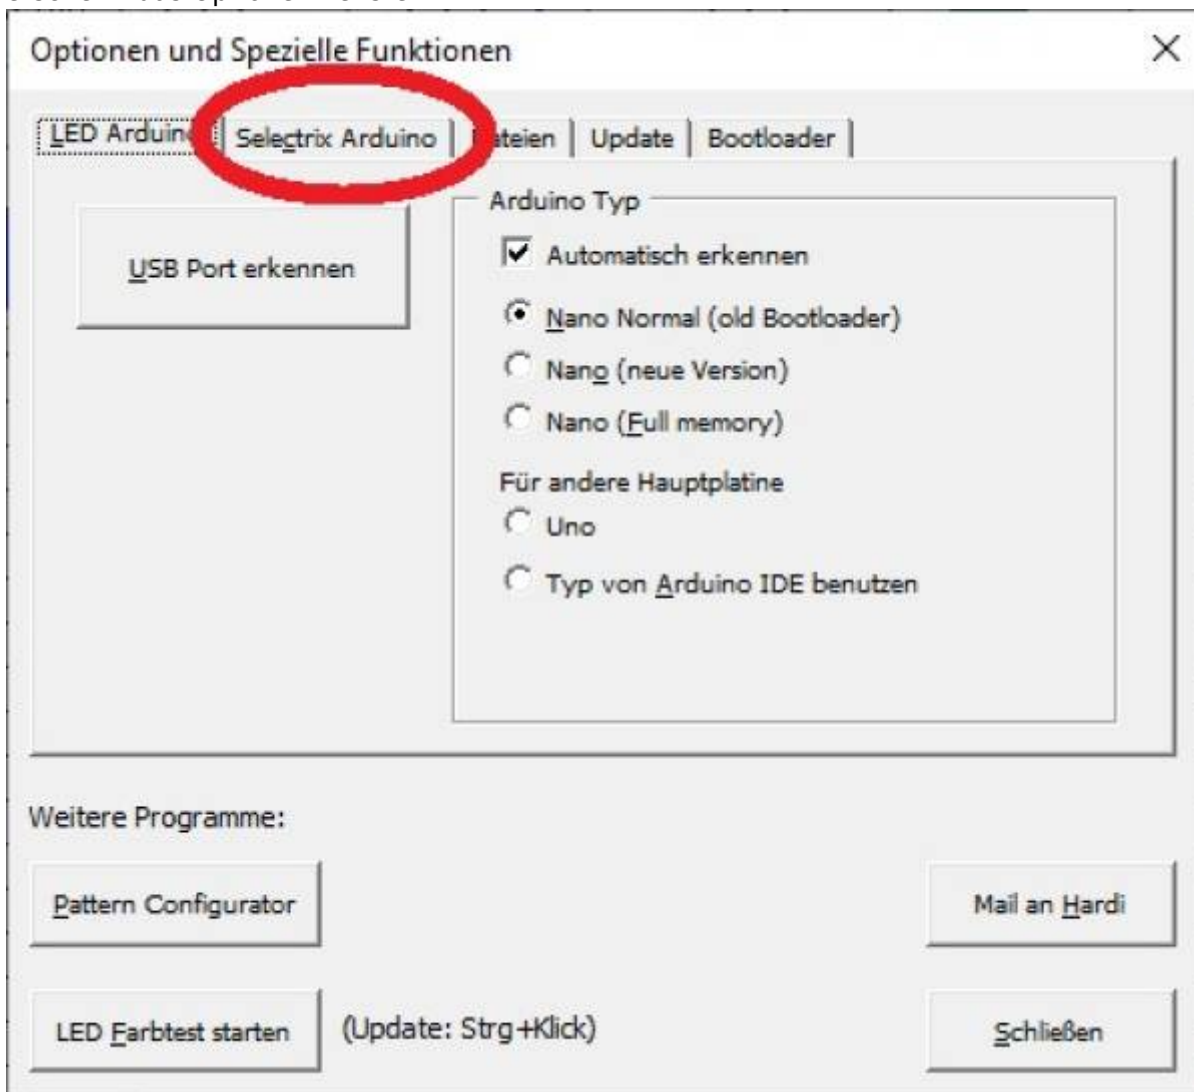 Optionen und Spezielle Funktionen
LED Arduino
Selectrix Arduino
ateien
Update
Bootloader
USB Port erkennen
Arduino Typ
Automatisch erkennen
Nano Normal (old Bootloader)
Nano (neue Version)
Nano (Full memory)
Für andere Hauptplatine
Uno
Typ von Arduino IDE benutzen
Weitere Programme:
Pattern Configurator
Mail an Hardi
LED Farbtest starten
(Update: Strg+Klick)
Schließen